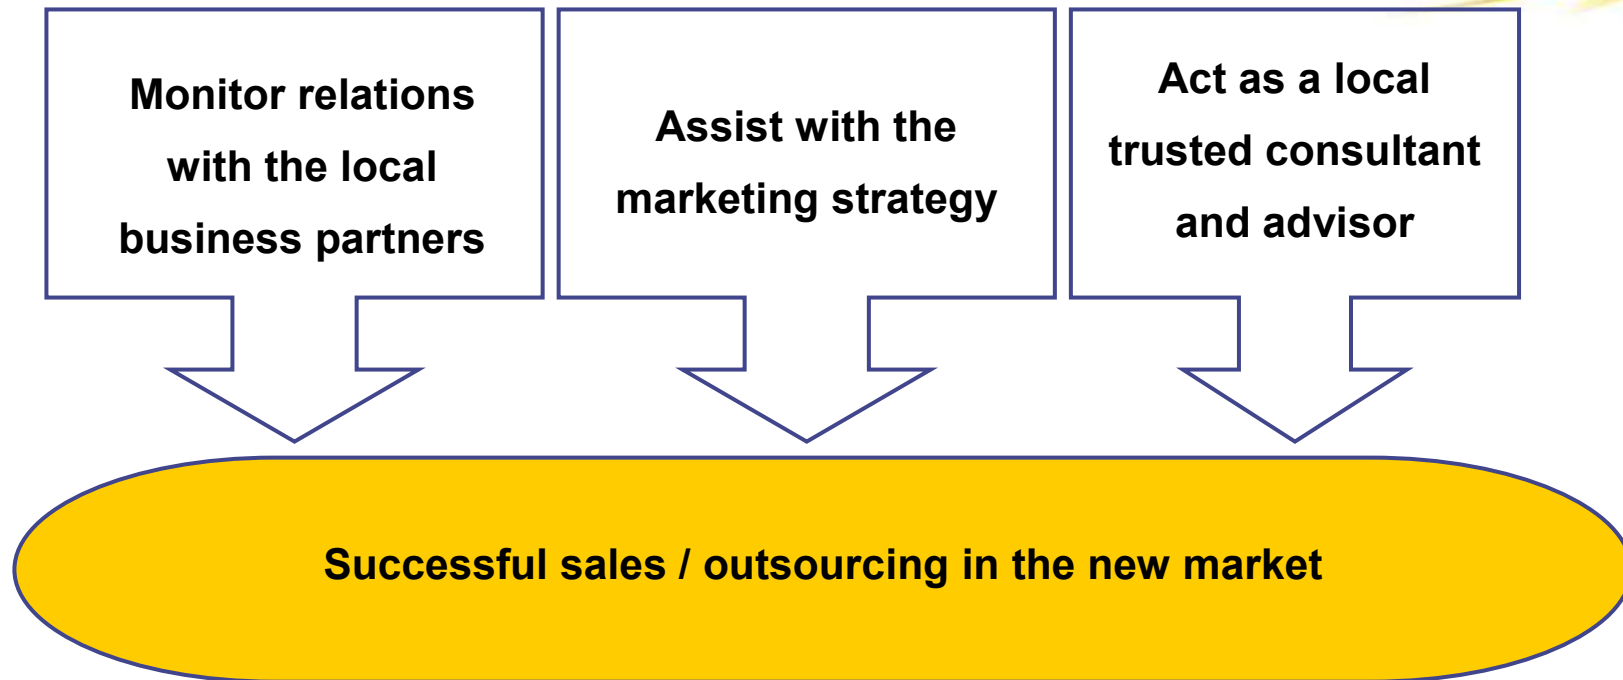 Monitor relations
with the local
business partners
Assist with the
marketing strategy
Act as a local
trusted consultant
and advisor
Successful sales / outsourcing in the new market